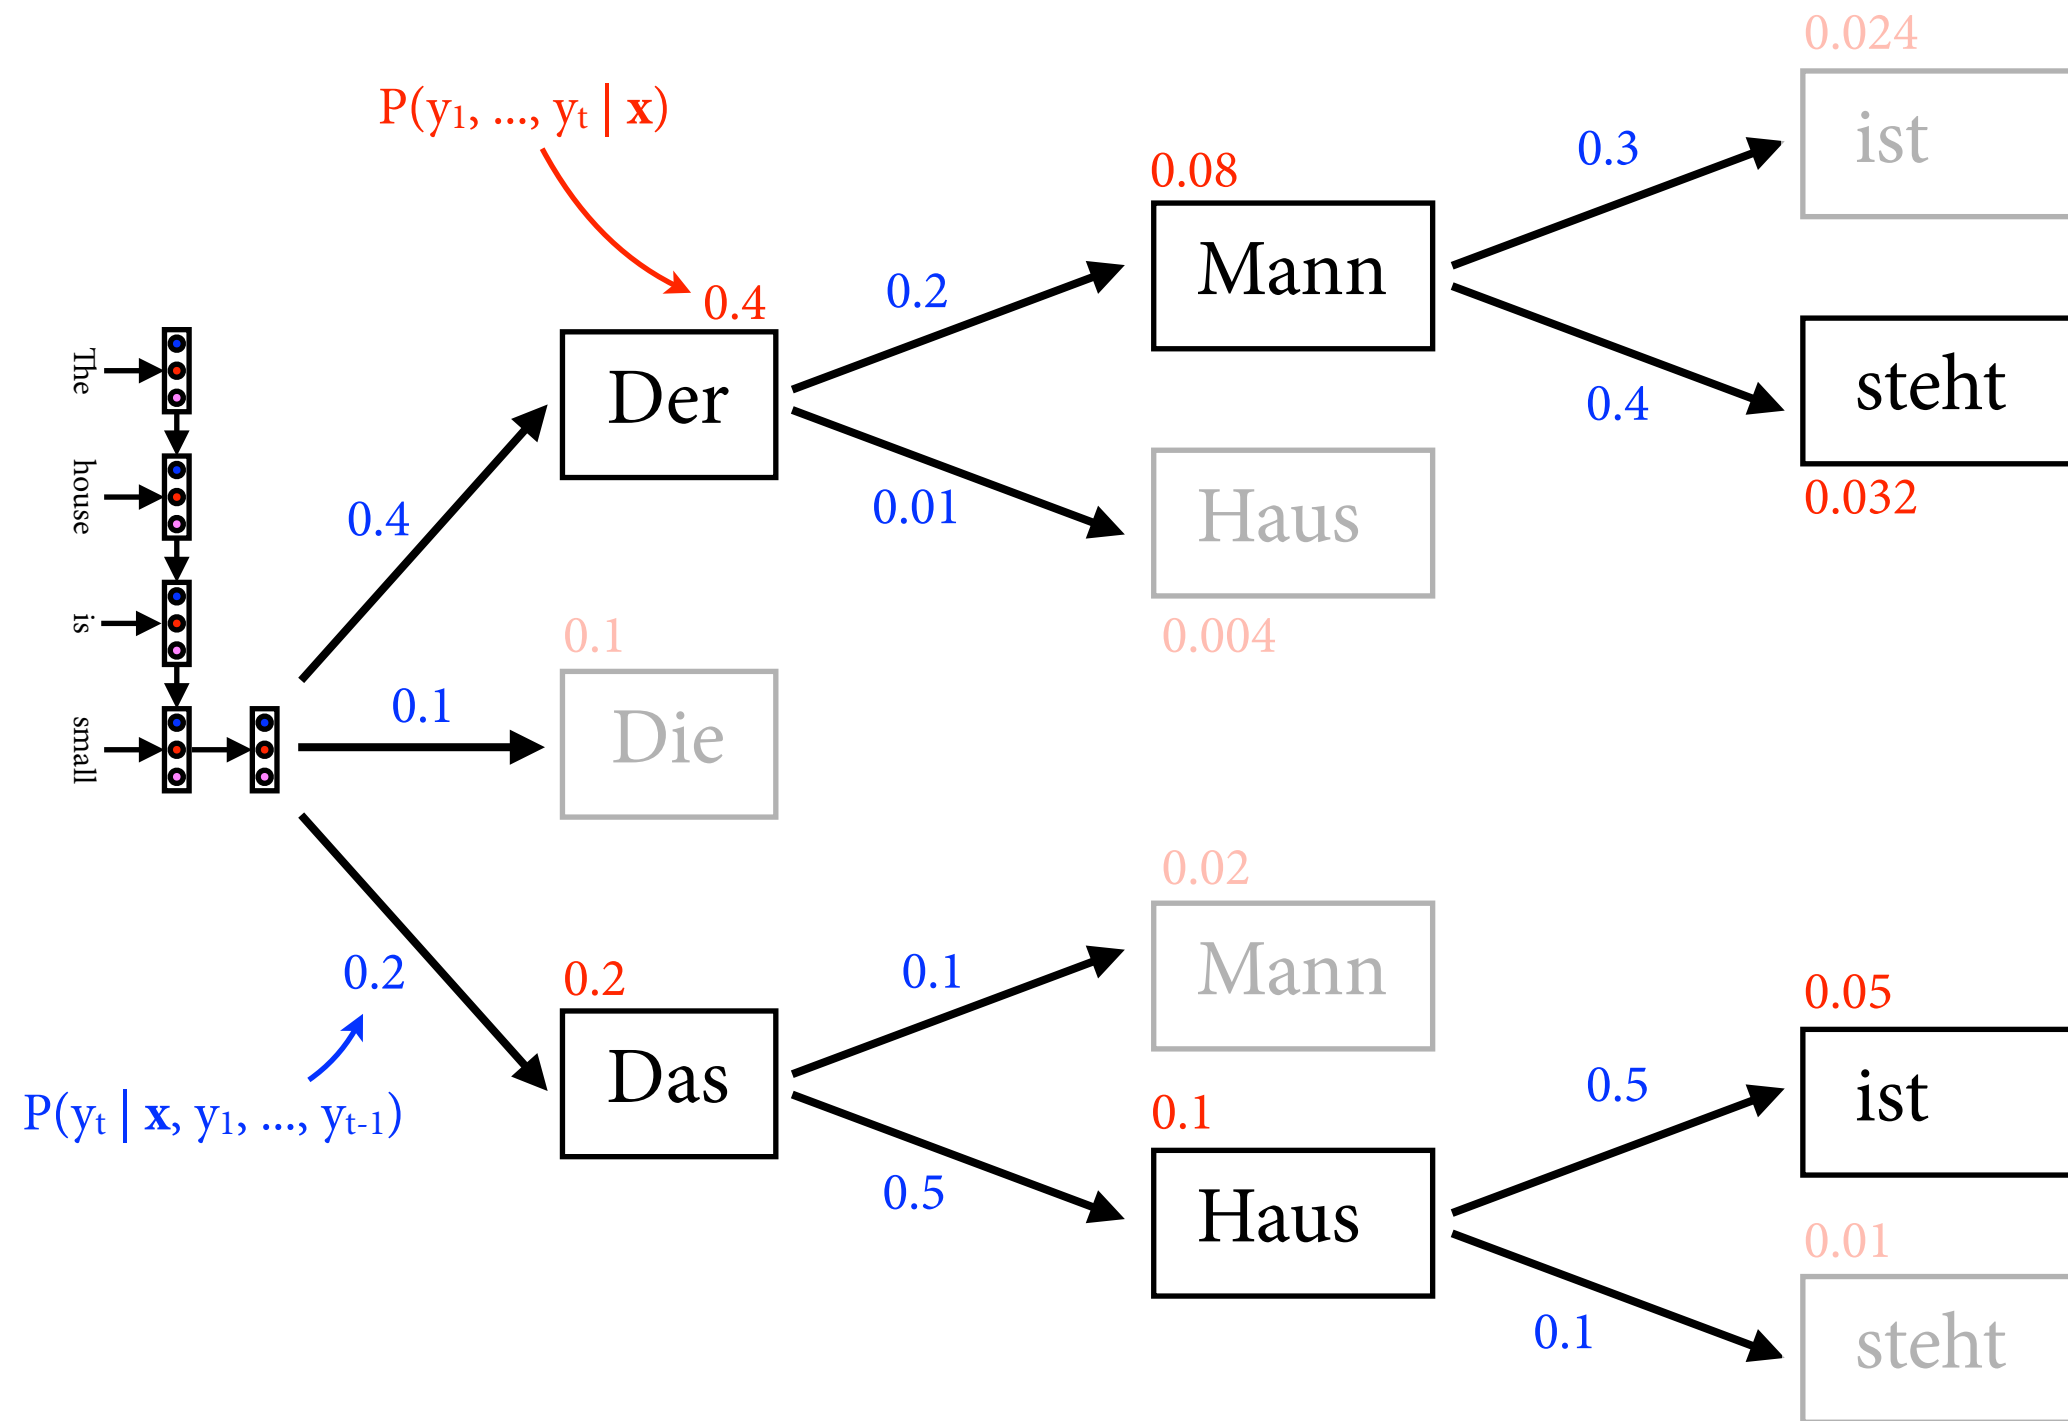 0.024
P(y1, ..., yt | x)
ist
0.3
0.08
Mann
0.2
0.4
steht
0.4
0.032
Der
The
house
is
small
0.4
0.01
Haus
0.004
0.1
0.1
Die
0.02
Mann
0.1
0.2
0.2
Das
0.05
ist
0.5
P(yt | x, y1, ..., yt-1)
0.1
Haus
0.5
0.01
0.1
steht